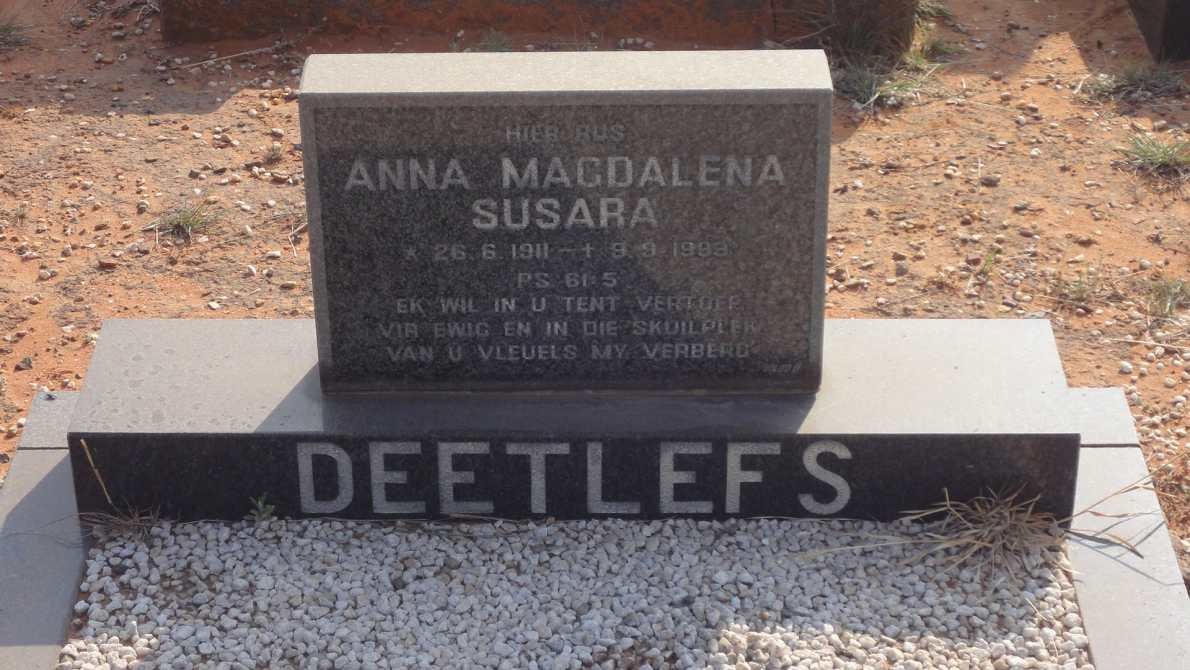 HIER RUS
ANNA MAGDALENA
SUSARA
* 26.6.1911 – † 9.9.1993
PS 61:5
EK WIL IN U TENT VERTOEF
VIR EWIG EN IN DIE SKUILPLEK
VAN U VLEUELS MY VERBERG
DEETLEFS